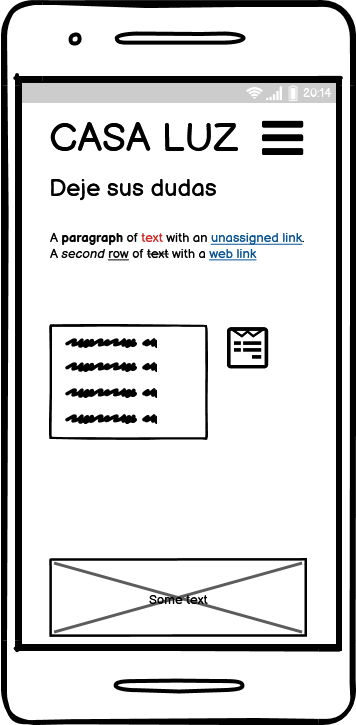 20:14
CASA LUZ
Deje sus dudas
A paragraph of text with an unassigned link.
A second row of text with a web link
Some text